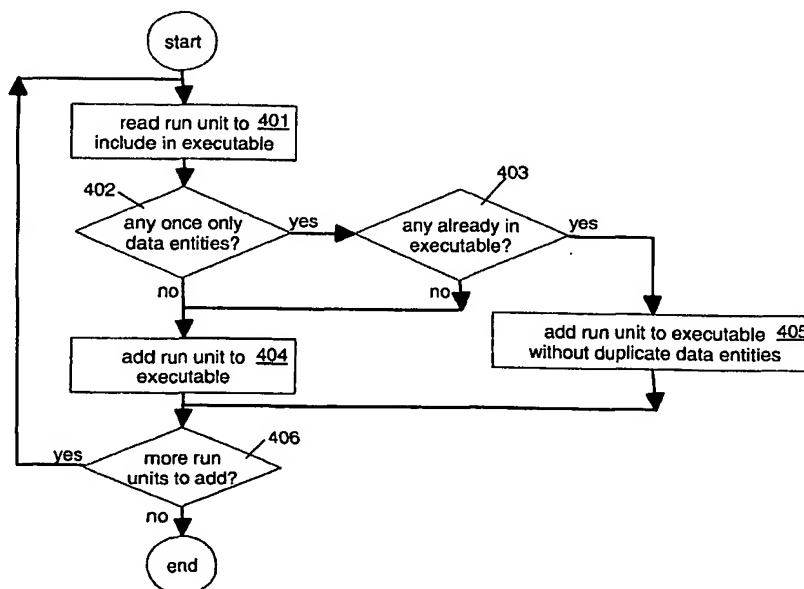 start
read run unit to 401
include in executable
402
403
any once only
data entities?
yes
any already in
executable?
yes
no
no
add run unit to 404
executable
add run unit to executable 405
without duplicate data entities
406
yes
more run
units to add?
no
end